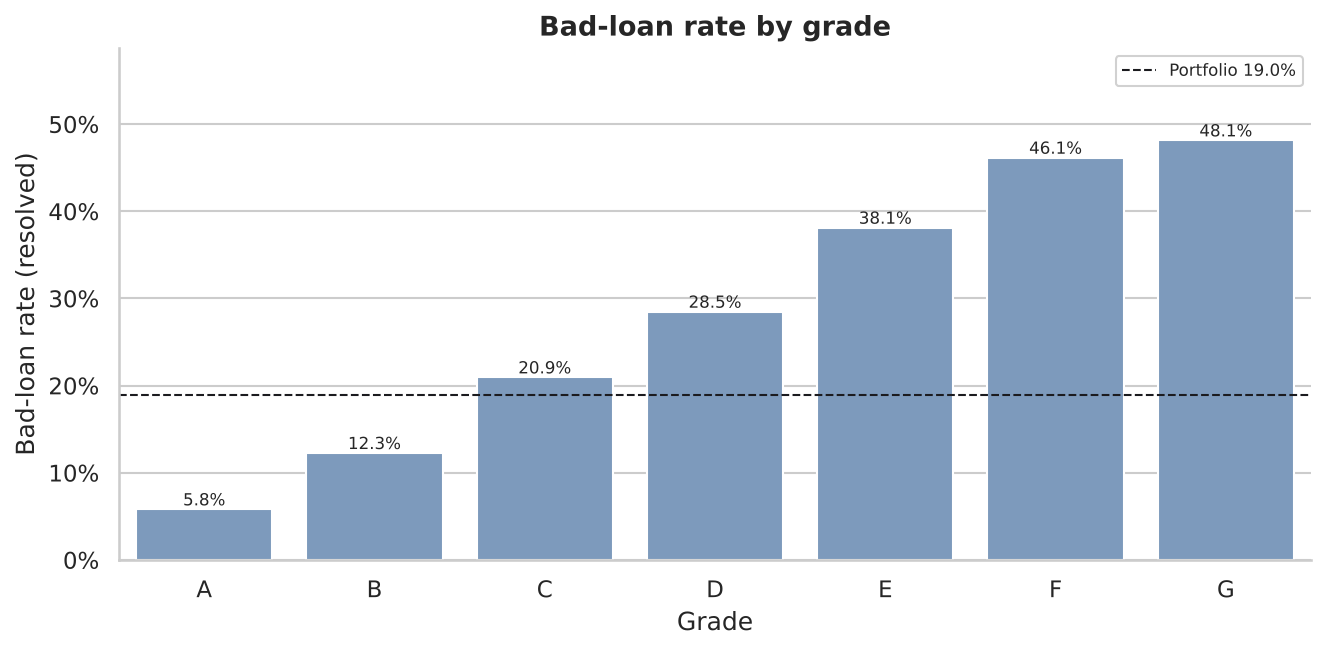 Bad-loan rate by grade
Portfolio 19.0%
Bad-loan rate (resolved)
50%
40%
30%
20%
10%
0%
5.8%
12.3%
20.9%
28.5%
38.1%
46.1%
48.1%
A
B
C
D
E
F
G
Grade